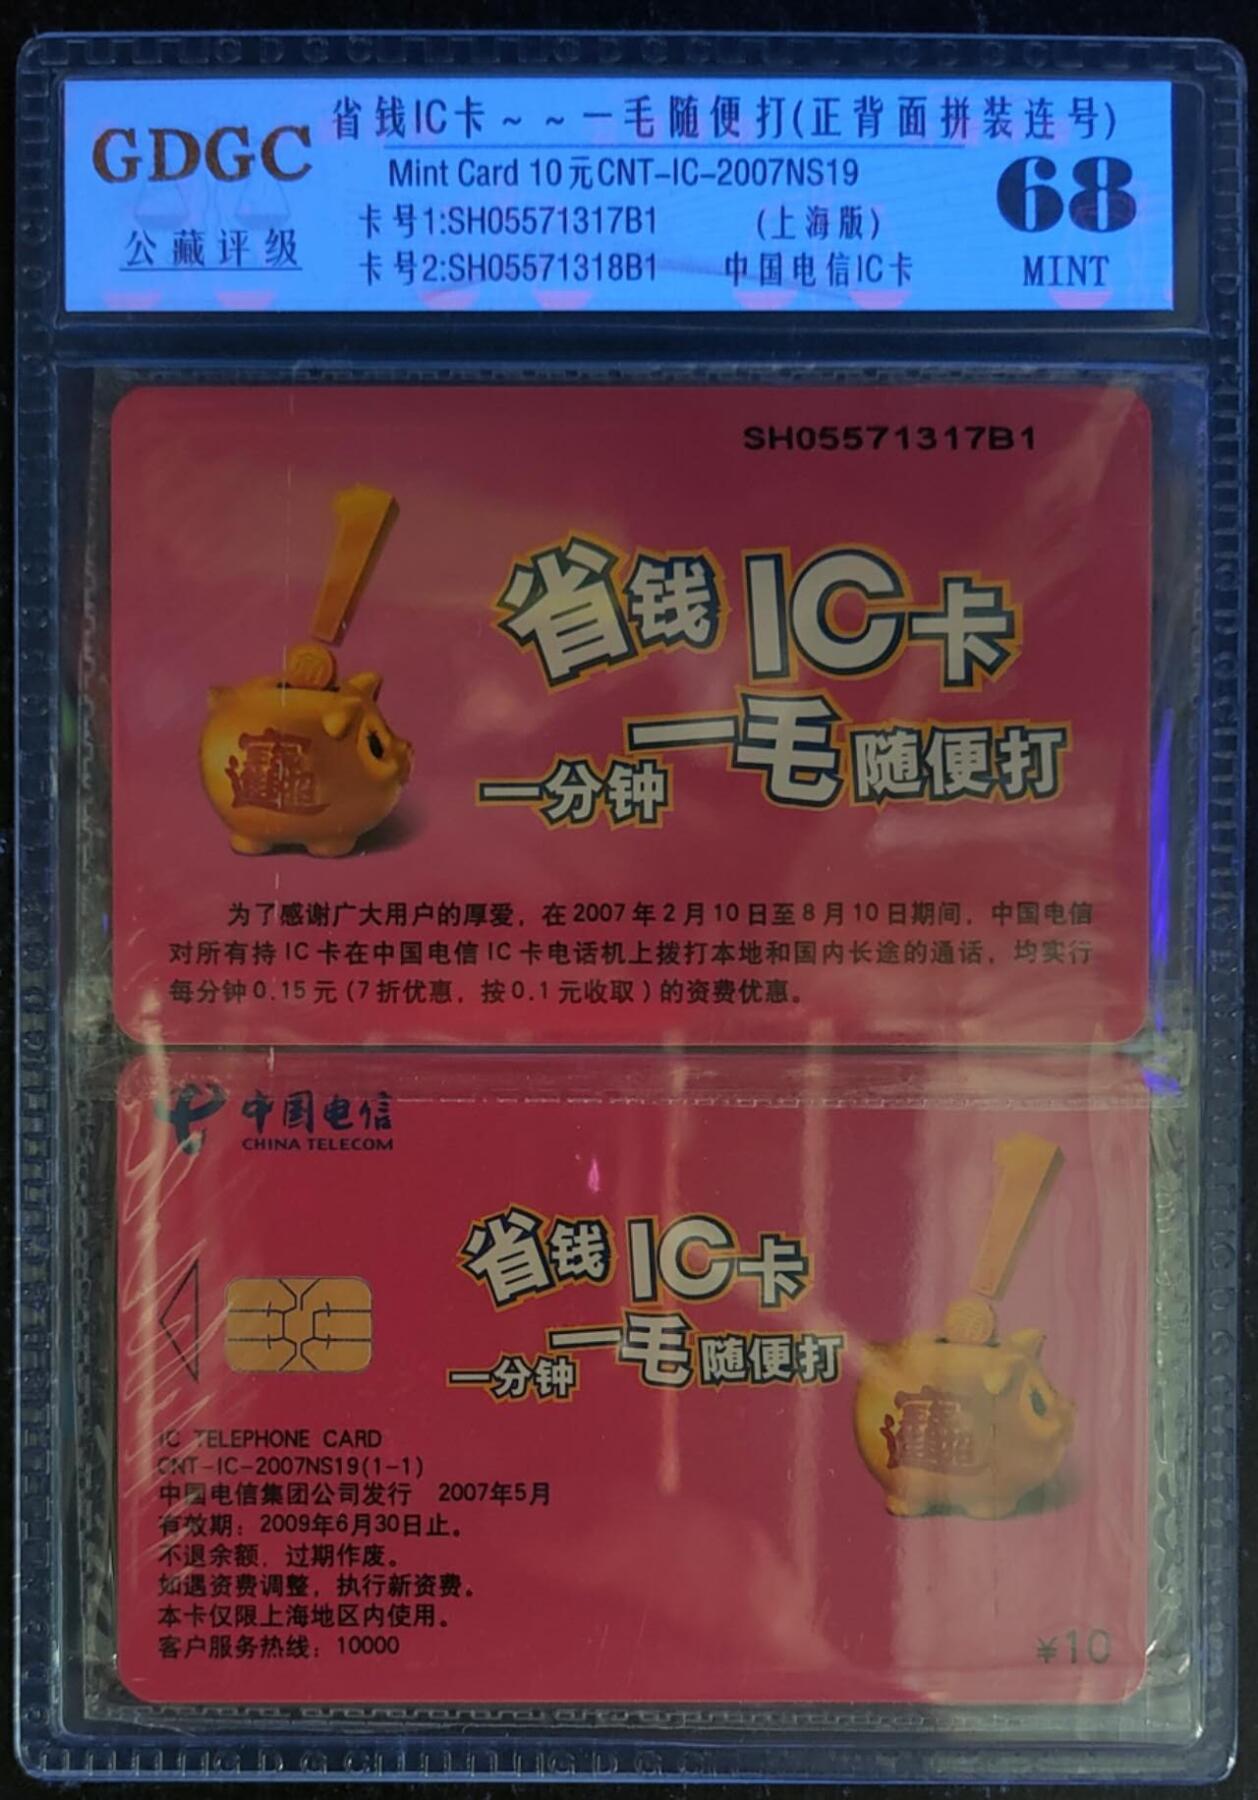 省钱IC卡～～一毛随便打(正背面拼装连号)
GDGC
Mint Card 10元CNT-IC-2007NS19
68
卡号1:SH05571317B1 (上海版)
公藏评级
卡号2:SH05571318B1 中国电信IC卡
MINT
SH05571317B1
省钱IC卡
一分钟一毛随便打
招财进宝
为了感谢广大用户的厚爱，在2007年2月10日至8月10日期间，中国电信
对所有持IC卡在中国电信IC卡电话机上拨打本地和国内长途的通话，均实行
每分钟0.15元(7折优惠，按0.1元收取)的资费优惠。
中国电信
CHINA TELECOM
省钱IC卡
一分钟一毛随便打
招财进宝
IC TELEPHONE CARD
CNT-IC-2007NS19(1-1)
中国电信集团公司发行 2007年5月
有效期：2009年6月30日止。
不退余额，过期作废。
如遇资费调整，执行新资费。
本卡仅限上海地区内使用。
客户服务热线：10000
¥10